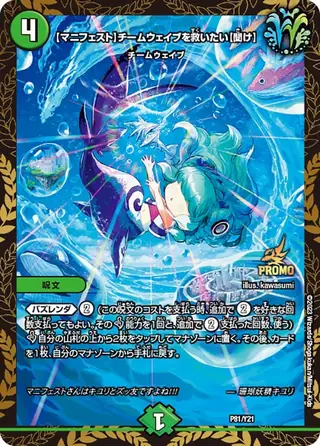 4
【マニフェスト】チームウェイブを救いたい【聞け】
チームウェイブ
PROMO
illus. kawasumi
呪文
バズレンダ ②(この呪文のコストを支払う時、追加で②を好きな回
数支払ってもよい。その 能力を1回と、追加で②支払った回数、使う)
自分の山札の上から2枚をタップしてマナゾーンに置く。その後、カード
を1枚、自分のマナゾーンから手札に戻す。
マニフェストさんはキユリとズッ友ですよね!!! ―珊瑚妖精キユリ
1
P81/Y21